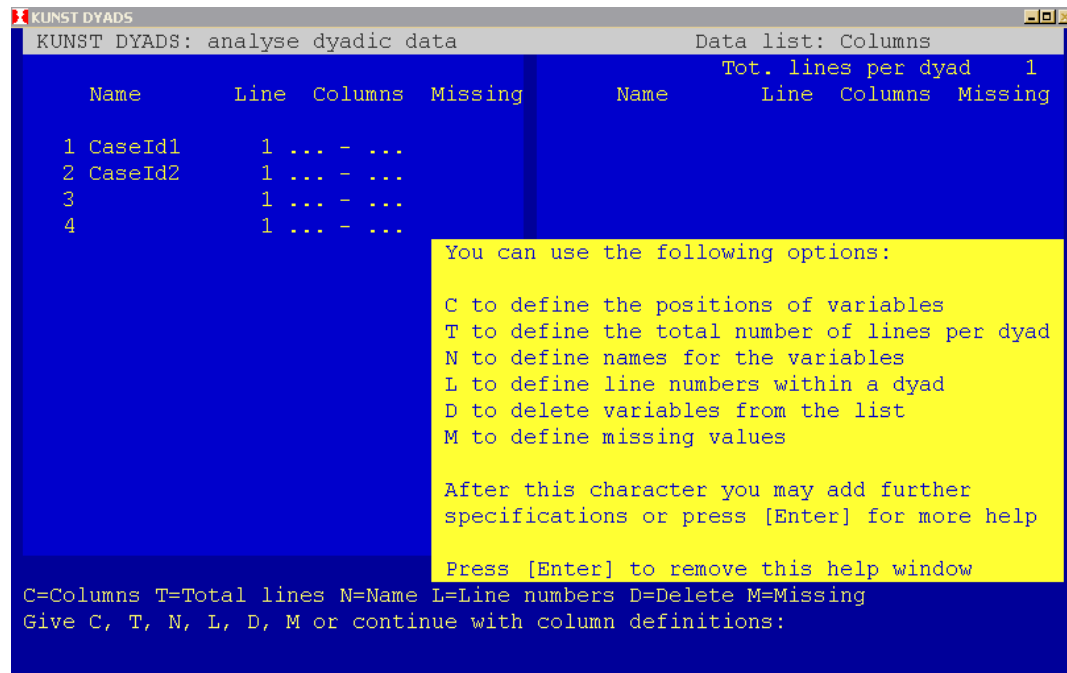 KUNST DYADS
KUNST DYADS: analyse dyadic data Data list: Columns
Tot. lines per dyad 1
Name Line Columns Missing Name Line Columns Missing
1 CaseId1 1 ... - ...
2 CaseId2 1 ... - ...
3 1 ... - ...
4 1 ... - ...
You can use the following options:
C to define the positions of variables
T to define the total number of lines per dyad
N to define names for the variables
L to define line numbers within a dyad
D to delete variables from the list
M to define missing values
After this character you may add further
specifications or press [Enter] for more help
Press [Enter] to remove this help window
C=Columns T=Total lines N=Name L=Line numbers D=Delete M=Missing
Give C, T, N, L, D, M or continue with column definitions: